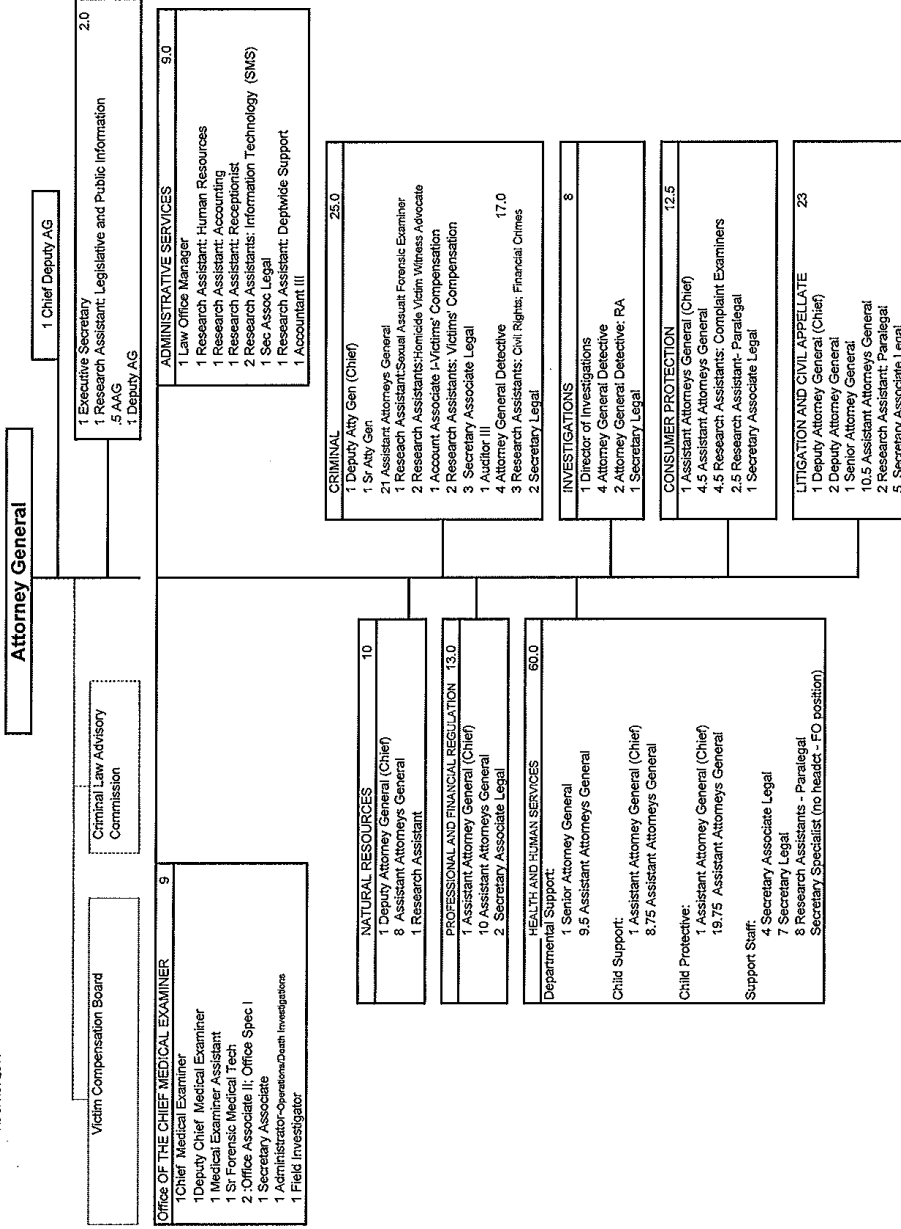 Attorney General
1 Chief Deputy AG
1 Executive Secretary 2.0
1 Research Assistant: Legislative and Public Information
.5 AAG
1 Deputy AG
Victim Compensation Board
Criminal Law Advisory
Commission
Office OF THE CHIEF MEDICAL EXAMINER 9
1Chief Medical Examiner
1Deputy Chief Medical Examiner
1 Medical Examiner Assistant
1 Sr Forensic Medical Tech
2 :Office Associate II; Office Spec I
1 Secretary Associate
1 Administrator-Operations/Death Investigations
1 Field Investigator
ADMINISTRATIVE SERVICES 9.0
1 Law Office Manager
1 Research Assistant: Human Resources
1 Research Assistant: Accounting
1 Research Assistant: Receptionist
2 Research Assistants: Information Technology (SMS)
1 Sec Assoc Legal
1 Research Assistant: Deptwide Support
1 Accountant III
NATURAL RESOURCES 10
1 Deputy Attorney General (Chief)
8 Assistant Attorneys General
1 Research Assistant
PROFESSIONAL AND FINANCIAL REGULATION 13.0
1 Assistant Attorney General (Chief)
10 Assistant Attorneys General
2 Secretary Associate Legal
HEALTH AND HUMAN SERVICES 60.0
Departmental Support:
1 Senior Attorney General
9.5 Assistant Attorneys General
Child Support:
1 Assistant Attorney General (Chief)
8.75 Assistant Attorneys General
Child Protective:
1 Assistant Attorney General (Chief)
19.75 Assistant Attorneys General
Support Staff:
4 Secretary Associate Legal
7 Secretary Legal
8 Research Assistants - Paralegal
Secretary Specialist (no headct - FO position)
CRIMINAL 25.0
1 Deputy Atty Gen (Chief)
1 Sr Atty Gen
21 Assistant Attorneys General
1 Reseach Assistant:Sexual Assualt Forensic Examiner
2 Research Assistants:Homicide Victim Witness Advocate
1 Account Associate I-Victims' Compensation
2 Research Assistants: Victims' Compensation
3 Secretary Associate Legal
1 Auditor III
4 Attorney General Detective 17.0
3 Research Assistants: Civil Rights; Financial Crimes
2 Secretary Legal
INVESTIGATIONS 8
1 Director of Investigations
4 Attorney General Detective
2 Attorney General Detective: RA
1 Secretary Legal
CONSUMER PROTECTION 12.5
1 Assistant Attorneys General (Chief)
4.5 Assistant Attorneys General
4.5 Research Assistants: Complaint Examiners
2.5 Research Assistant- Paralegal
1 Secretary Associate Legal
LITIGATION AND CIVIL APPELLATE 23
1 Deputy Attorney General (Chief)
2 Deputy Attorney General
1 Senior Attorney General
10.5 Assistant Attorneys General
2 Research Assistant: Paralegal
5 Secretary Associate Legal